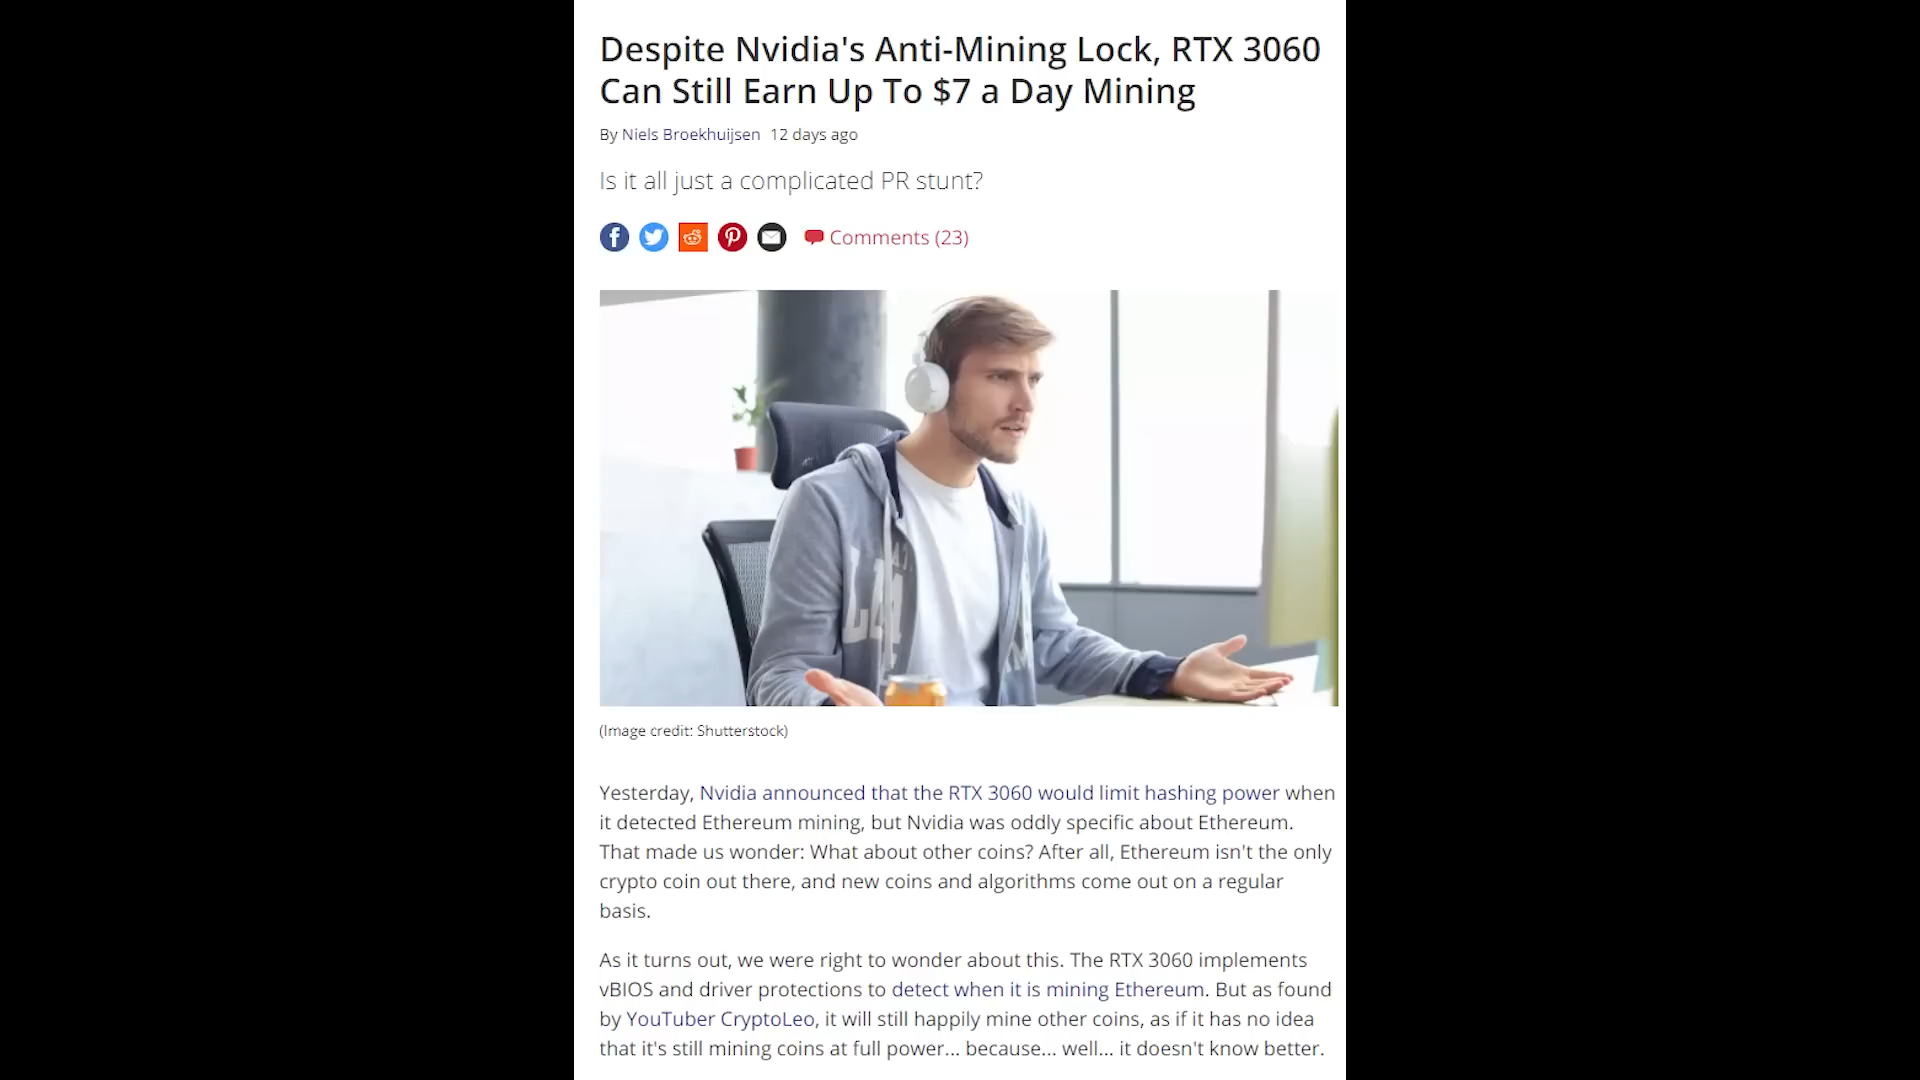 Despite Nvidia's Anti-Mining Lock, RTX 3060
Can Still Earn Up To $7 a Day Mining
By Niels Broekhuijsen 12 days ago
Is it all just a complicated PR stunt?
Comments (23)
(Image credit: Shutterstock)
Yesterday, Nvidia announced that the RTX 3060 would limit hashing power when
it detected Ethereum mining, but Nvidia was oddly specific about Ethereum.
That made us wonder: What about other coins? After all, Ethereum isn't the only
crypto coin out there, and new coins and algorithms come out on a regular
basis.
As it turns out, we were right to wonder about this. The RTX 3060 implements
vBIOS and driver protections to detect when it is mining Ethereum. But as found
by YouTuber CryptoLeo, it will still happily mine other coins, as if it has no idea
that it's still mining coins at full power... because... well... it doesn't know better.